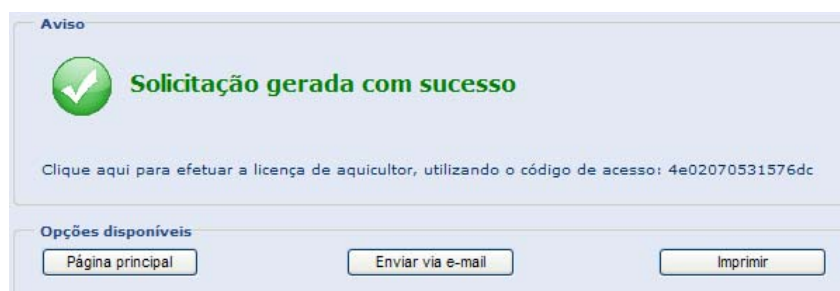 Aviso
Solicitação gerada com sucesso
Clique aqui para efetuar a licença de aquicultor, utilizando o código de acesso: 4e02070531576dc
Opções disponíveis
Página principal
Enviar via e-mail
Imprimir